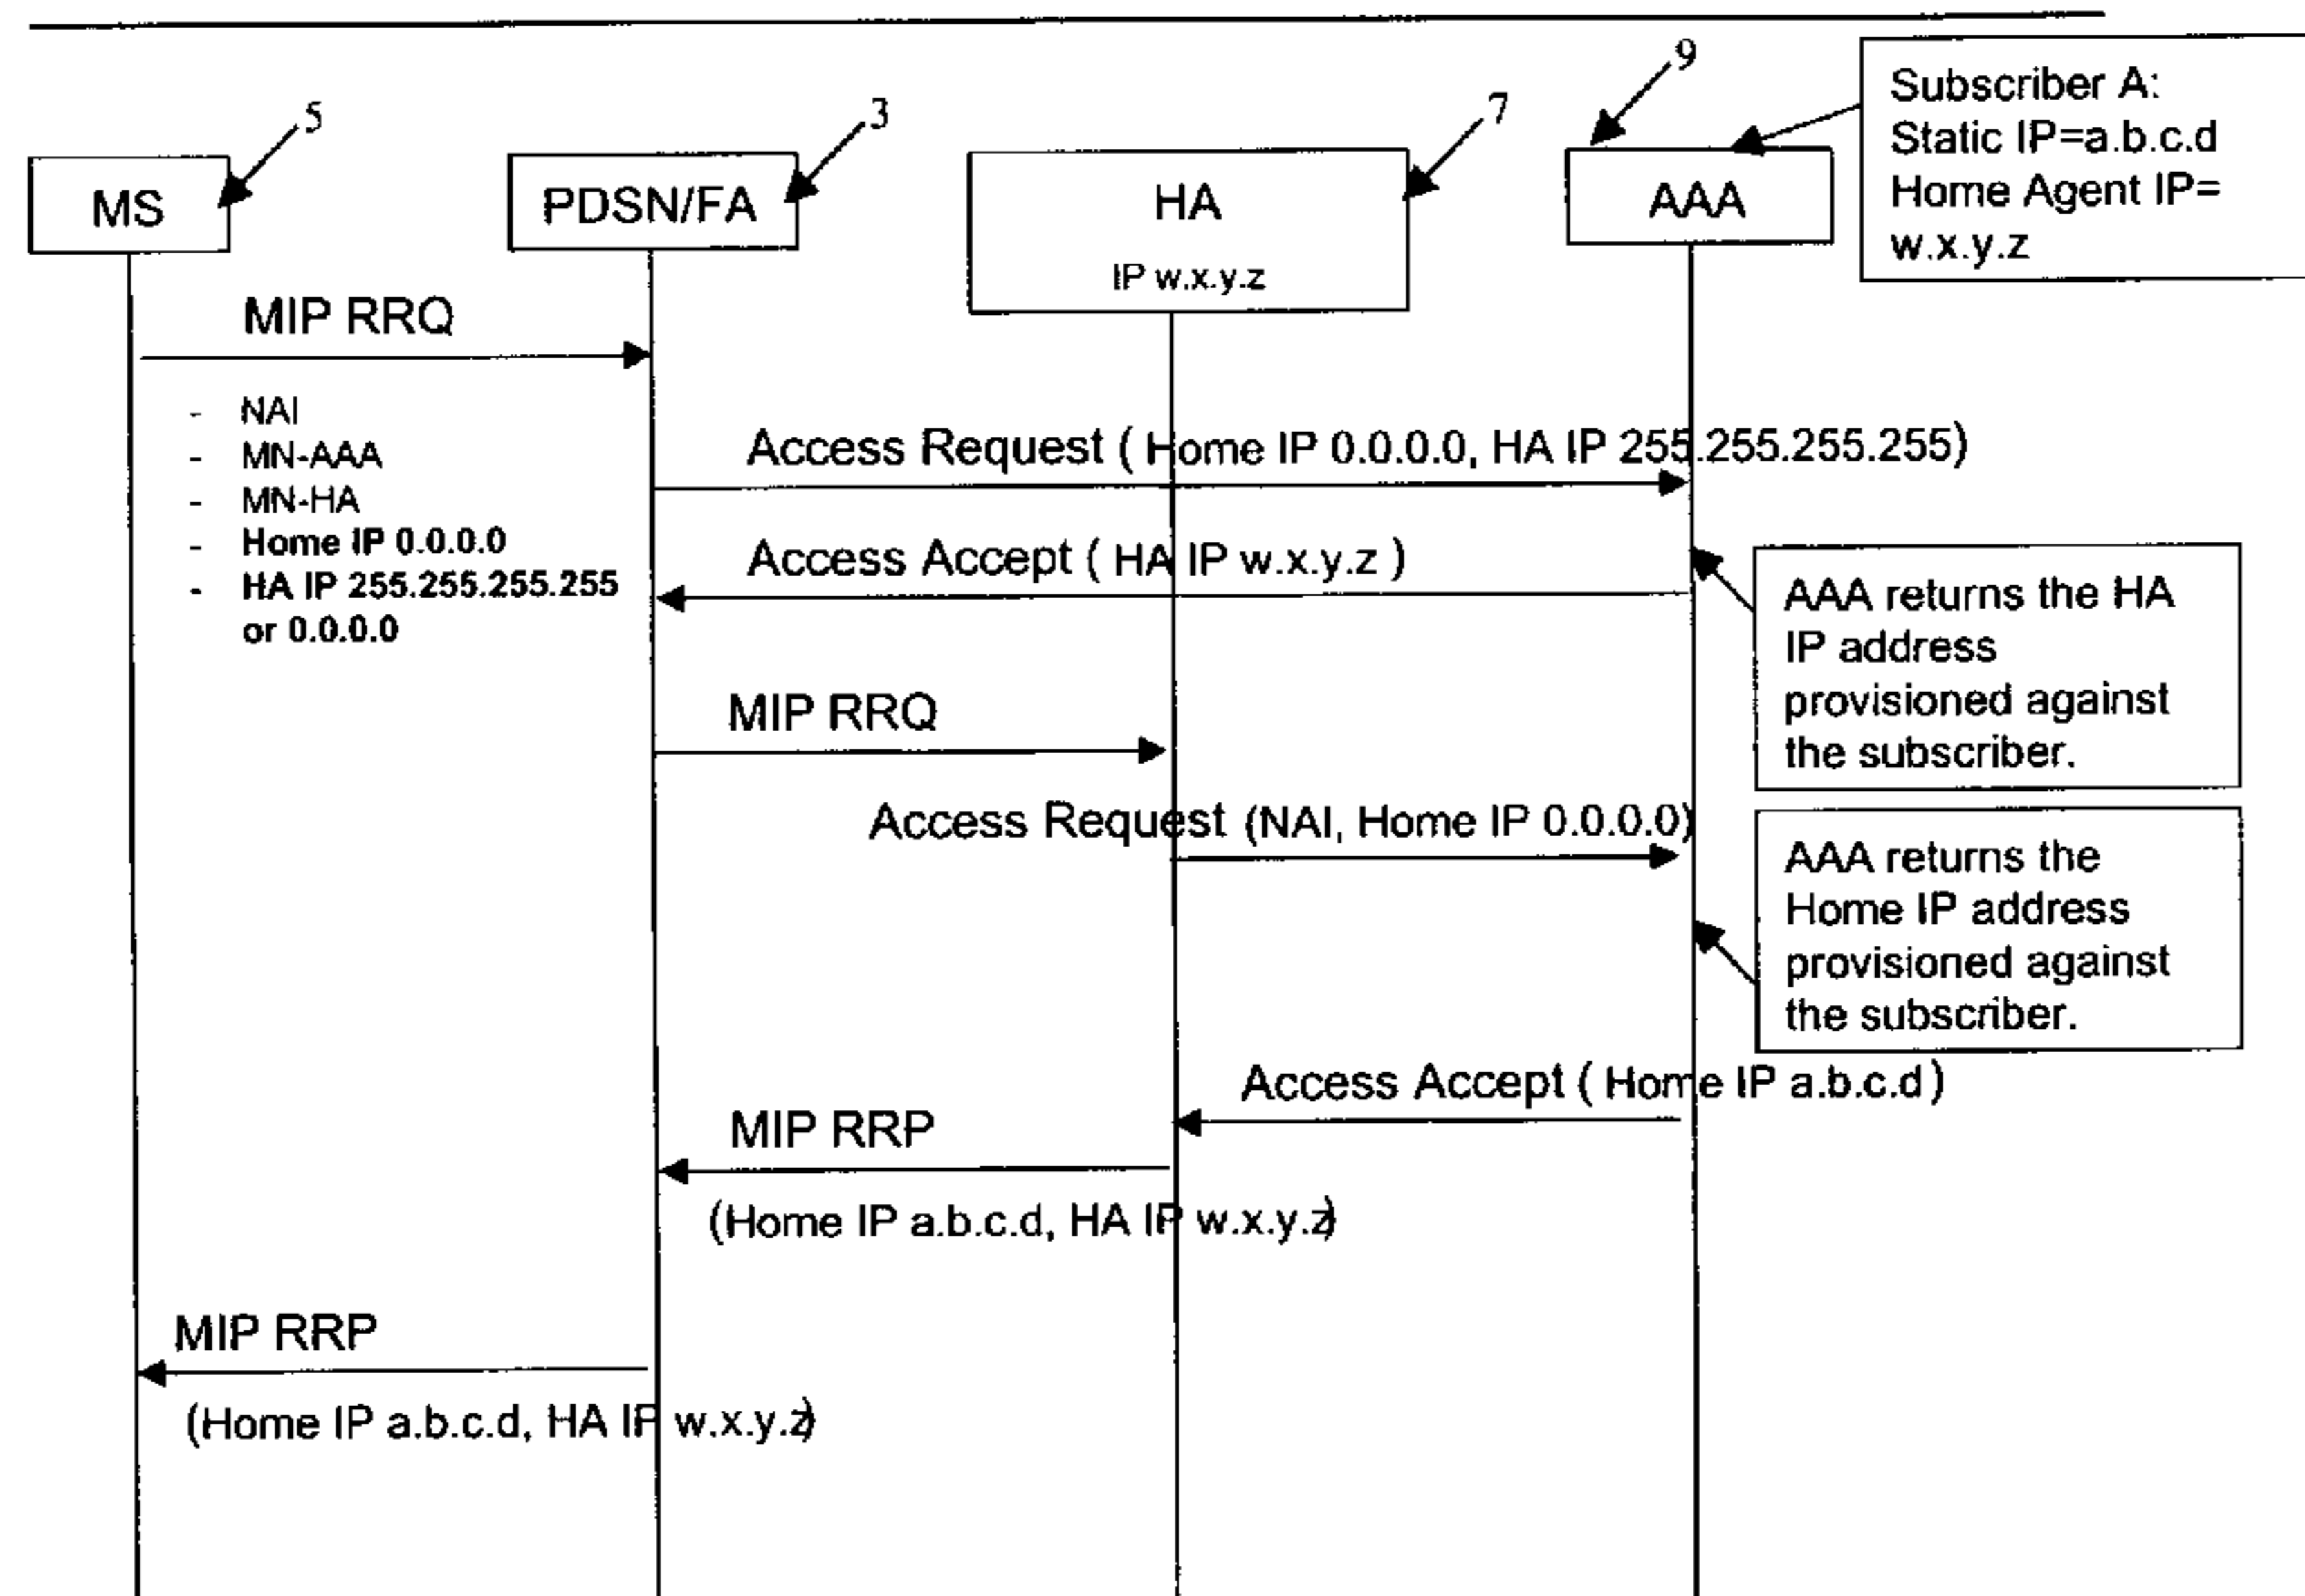 9
Subscriber A:
Static IP=a.b.c.d
Home Agent IP=
w.x.y.z
5
3
7
MS
PDSN/FA
HA
IP w.x.y.z
AAA
MIP RRQ
- NAI
- MN-AAA
- MN-HA
- Home IP 0.0.0.0
- HA IP 255.255.255.255
or 0.0.0.0
Access Request ( Home IP 0.0.0.0, HA IP 255.255.255.255)
Access Accept ( HA IP w.x.y.z )
AAA returns the HA
IP address
provisioned against
the subscriber.
MIP RRQ
Access Request (NAI, Home IP 0.0.0.0)
AAA returns the
Home IP address
provisioned against
the subscriber.
Access Accept ( Home IP a.b.c.d )
MIP RRP
(Home IP a.b.c.d, HA IP w.x.y.z)
MIP RRP
(Home IP a.b.c.d, HA IP w.x.y.z)